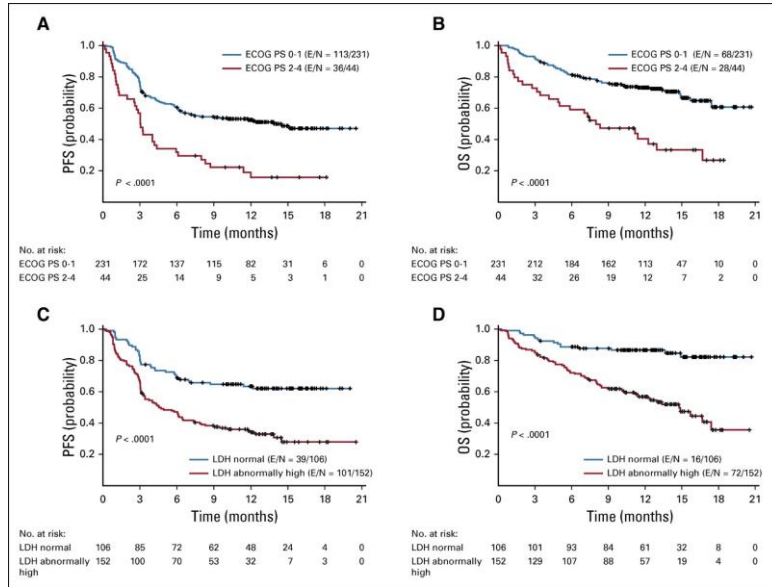 A
1.0
0.8
0.6
0.4
0.2
PFS (probability)
ECOG PS 0-1 (E/N = 113/231)
ECOG PS 2-4 (E/N = 36/44)
P < .0001
0 3 6 9 12 15 18 21
Time (months)
No. at risk:
ECOG PS 0-1 231 172 137 115 82 31 6 0
ECOG PS 2-4 44 25 14 9 5 3 1 0
B
1.0
0.8
0.6
0.4
0.2
OS (probability)
ECOG PS 0-1 (E/N = 68/231)
ECOG PS 2-4 (E/N = 28/44)
P < .0001
0 3 6 9 12 15 18 21
Time (months)
No. at risk:
ECOG PS 0-1 231 212 184 162 113 47 10 0
ECOG PS 2-4 44 32 26 19 12 7 2 0
C
1.0
0.8
0.6
0.4
0.2
PFS (probability)
P < .0001
LDH normal (E/N = 39/106)
LDH abnormally high (E/N = 101/152)
0 3 6 9 12 15 18 21
Time (months)
No. at risk:
LDH normal 106 85 72 62 48 24 4 0
LDH abnormally 152 100 70 53 32 7 3 0
high
D
1.0
0.8
0.6
0.4
0.2
OS (probability)
P < .0001
LDH normal (E/N = 16/106)
LDH abnormally high (E/N = 72/152)
0 3 6 9 12 15 18 21
Time (months)
No. at risk:
LDH normal 106 101 93 84 61 32 8 0
LDH abnormally 152 129 107 88 57 19 4 0
high